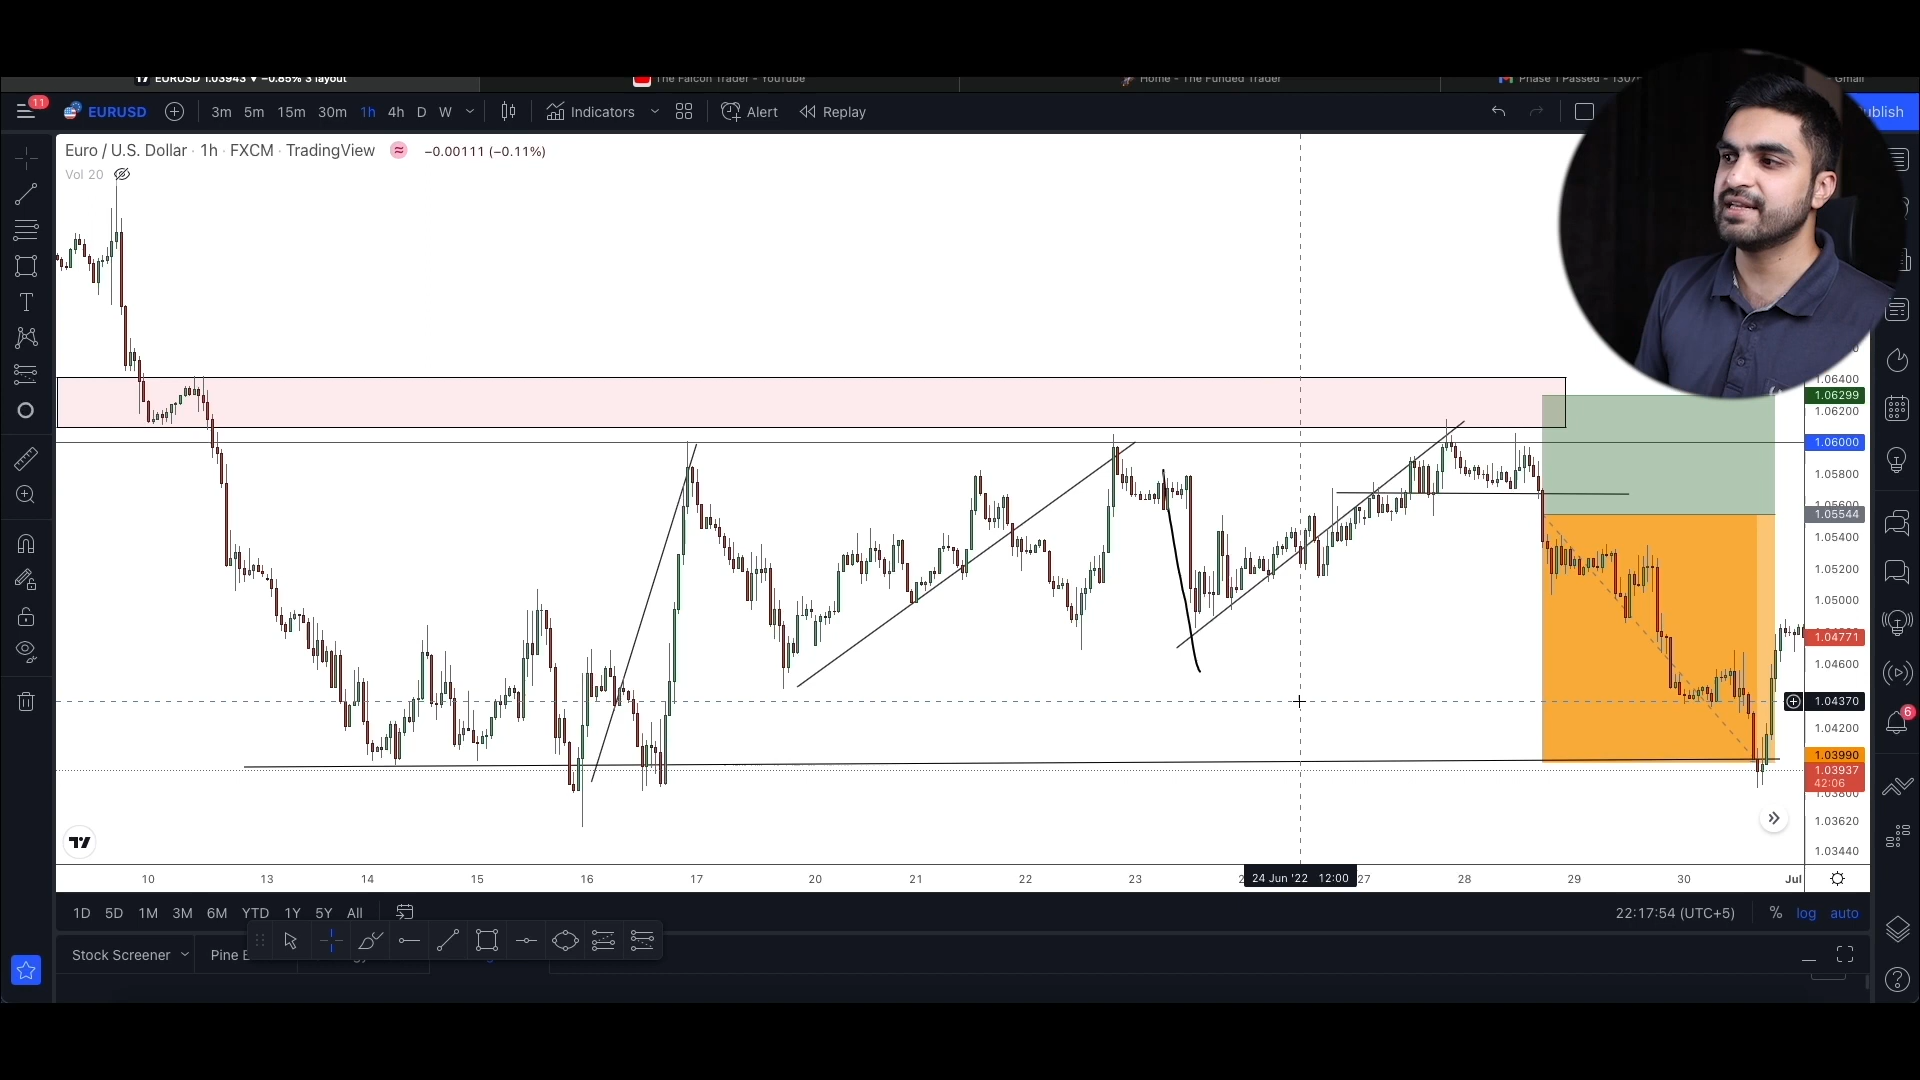 EURUSD 1.03943 ▼ −0.85% 3 layout
The Falcon Trader - YouTube
Home - The Funded Trader
Phase 1 Passed - 1307
Gmail
11
EURUSD
3m 5m 15m 30m 1h 4h D W
Indicators
Alert
Replay
ublish
Euro / U.S. Dollar · 1h · FXCM · TradingView
−0.00111 (−0.11%)
Vol 20
1.06400
1.06299
1.06200
1.06000
1.05800
1.05544
1.05400
1.05200
1.05000
1.04771
1.04600
1.04370
1.04200
1.03990
1.03937
42:06
1.03620
1.03440
6
10 13 14 15 16 17 20 21 22 23 24 Jun '22 12:00 27 28 29 30 Jul
1D 5D 1M 3M 6M YTD 1Y 5Y All
22:17:54 (UTC+5)
% log auto
Stock Screener
Pine E